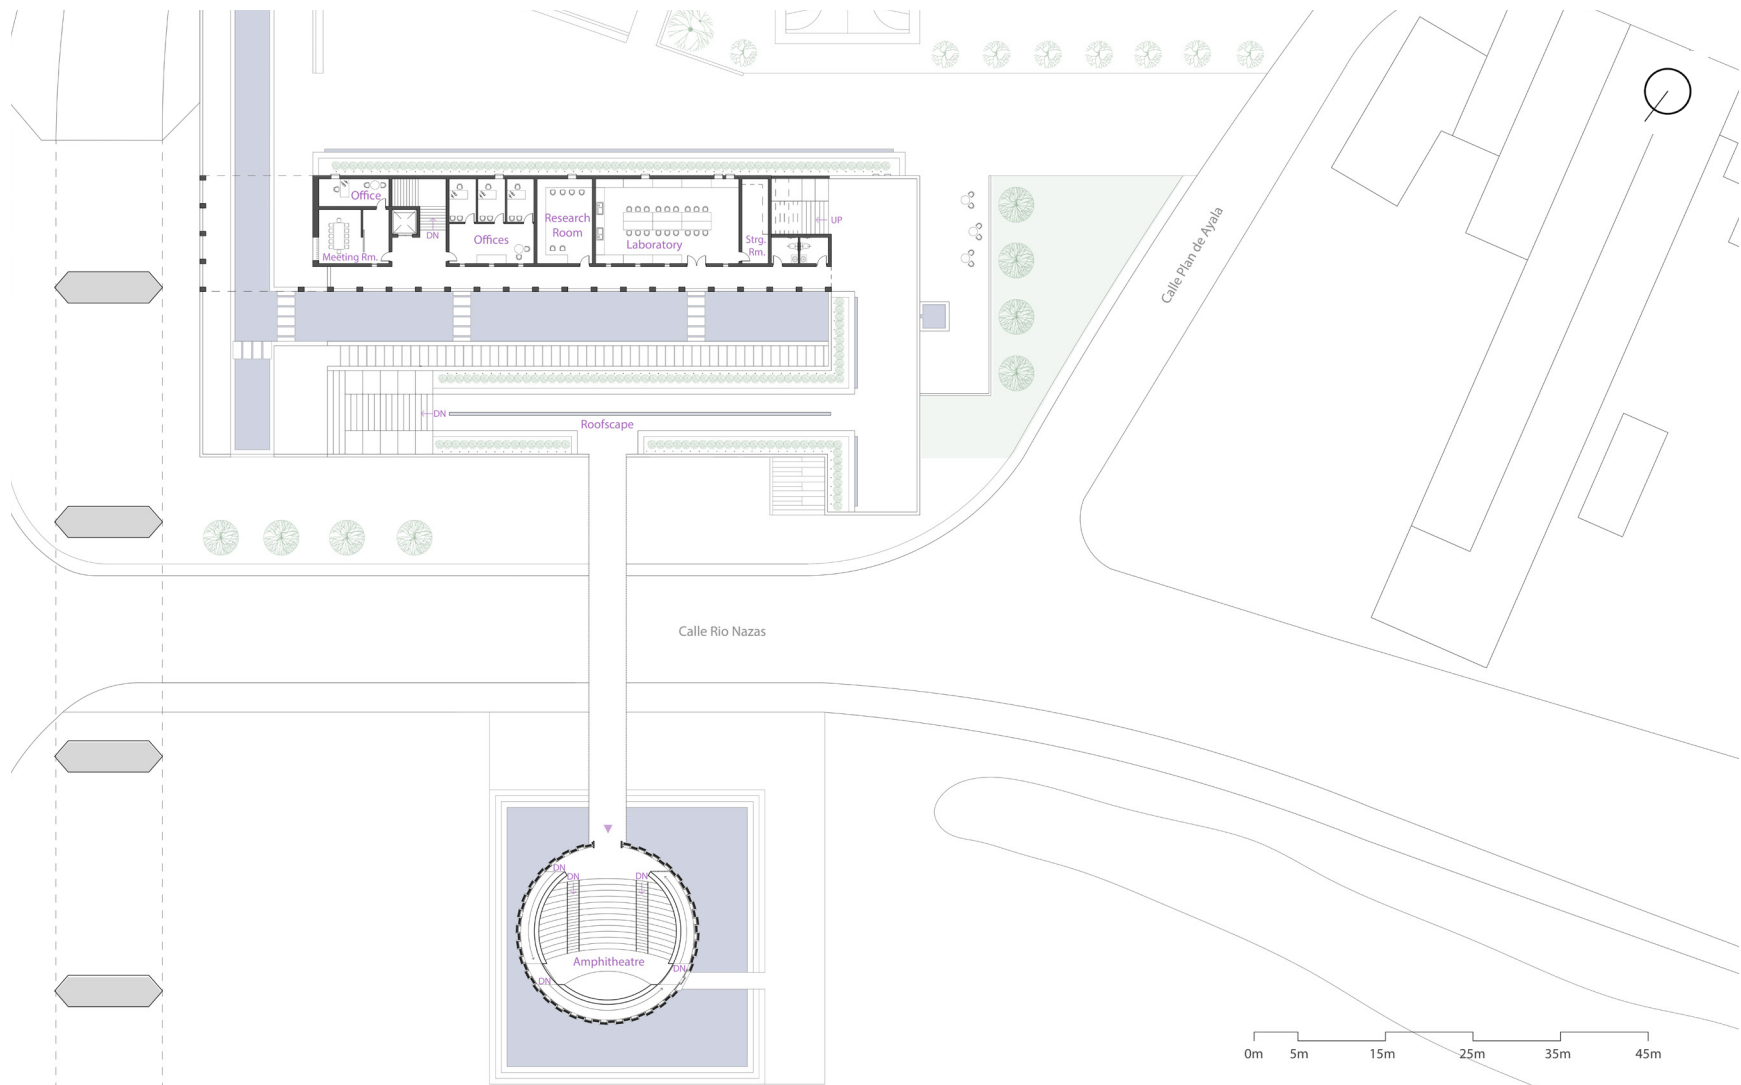 Office
Meeting Rm.
DN
Offices
Research
Room
Laboratory
Strg.
Rm.
UP
DN
Roofscape
Calle Plan de Ayala
Calle Rio Nazas
DN
DN
DN
Amphitheatre
DN
DN
0m 5m 15m 25m 35m 45m